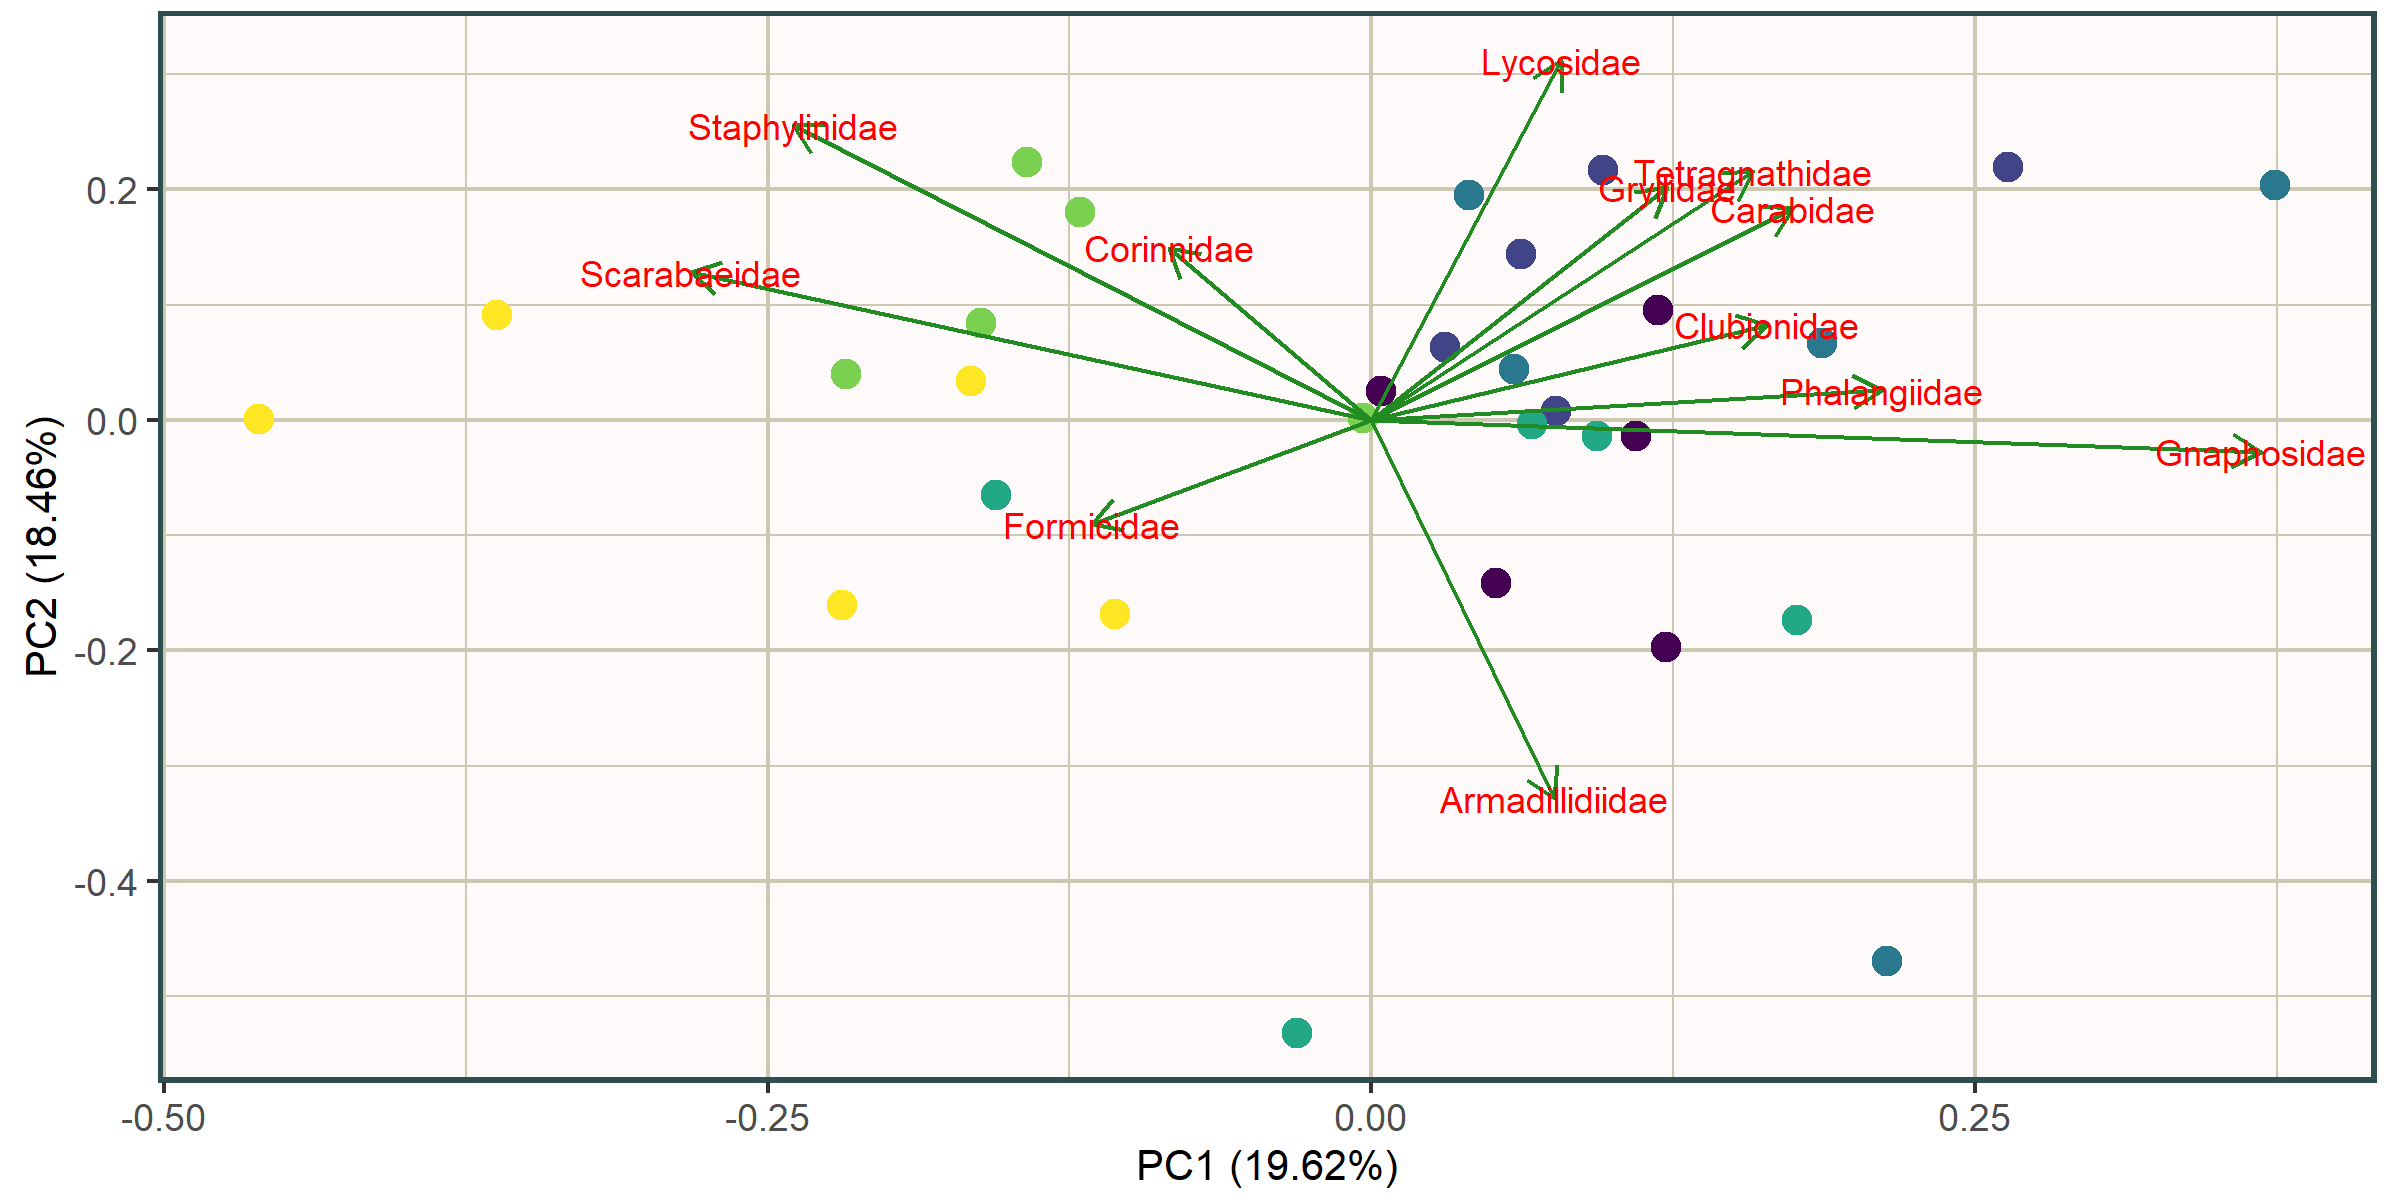 Lycosidae
Staphylinidae
Tetragnathidae
Gryllidae
Carabidae
Corinnidae
Scarabaeidae
Clubionidae
Phalangiidae
Gnaphosidae
Formicidae
Armadillidiidae
0.2
0.0
-0.2
-0.4
PC2 (18.46%)
-0.50
-0.25
0.00
0.25
PC1 (19.62%)